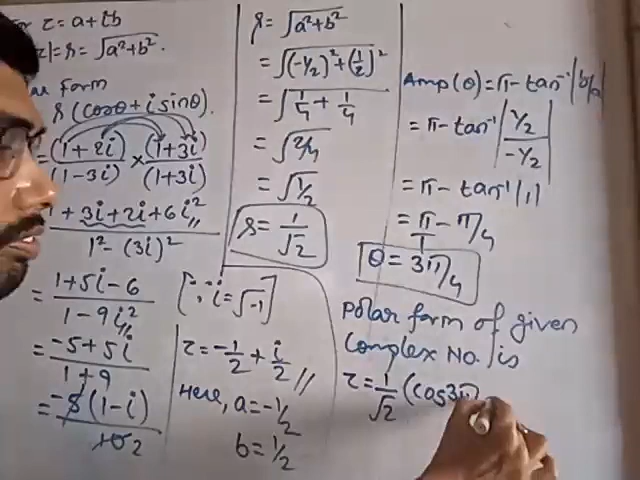 For z = a+ib
|z| = r = √a²+b².
ar form
r (cosθ + i sinθ).
= (1+2i)/(1-3i) × (1+3i)/(1+3i)
1 + 3i + 2i + 6i² / 1² - (3i)²
= 1+5i-6 / 1-9i²
= -5+5i / 1+9
= -5(1-i) / 10 2
[∵ i = √-1]
z = -1/2 + i/2 //
Here, a = -1/2
b = 1/2
r = √a²+b²
= √(-1/2)² + (1/2)²
= √1/4 + 1/4
= √2/4
= √1/2
r = 1/√2
Amp(θ) = π - tan⁻¹|b/a|
= π - tan⁻¹|1/2 / -1/2|
= π - tan⁻¹|1|
= π/1 - π/4
θ = 3π/4
Polar form of given
Complex No. is
z = 1/√2 (cos3π